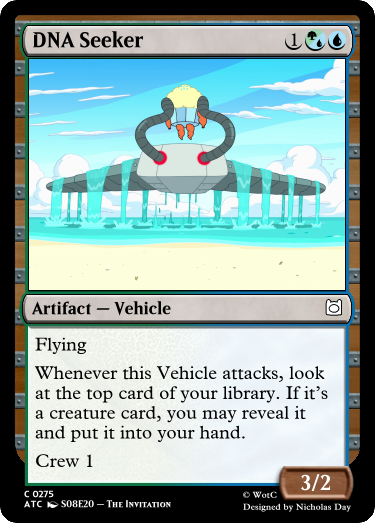 DNA Seeker 1
Artifact — Vehicle
Flying
Whenever this Vehicle attacks, look
at the top card of your library. If it's
a creature card, you may reveal it
and put it into your hand.
Crew 1
3/2
C 0275
ATC S08E20 — The Invitation
© WotC
Designed by Nicholas Day